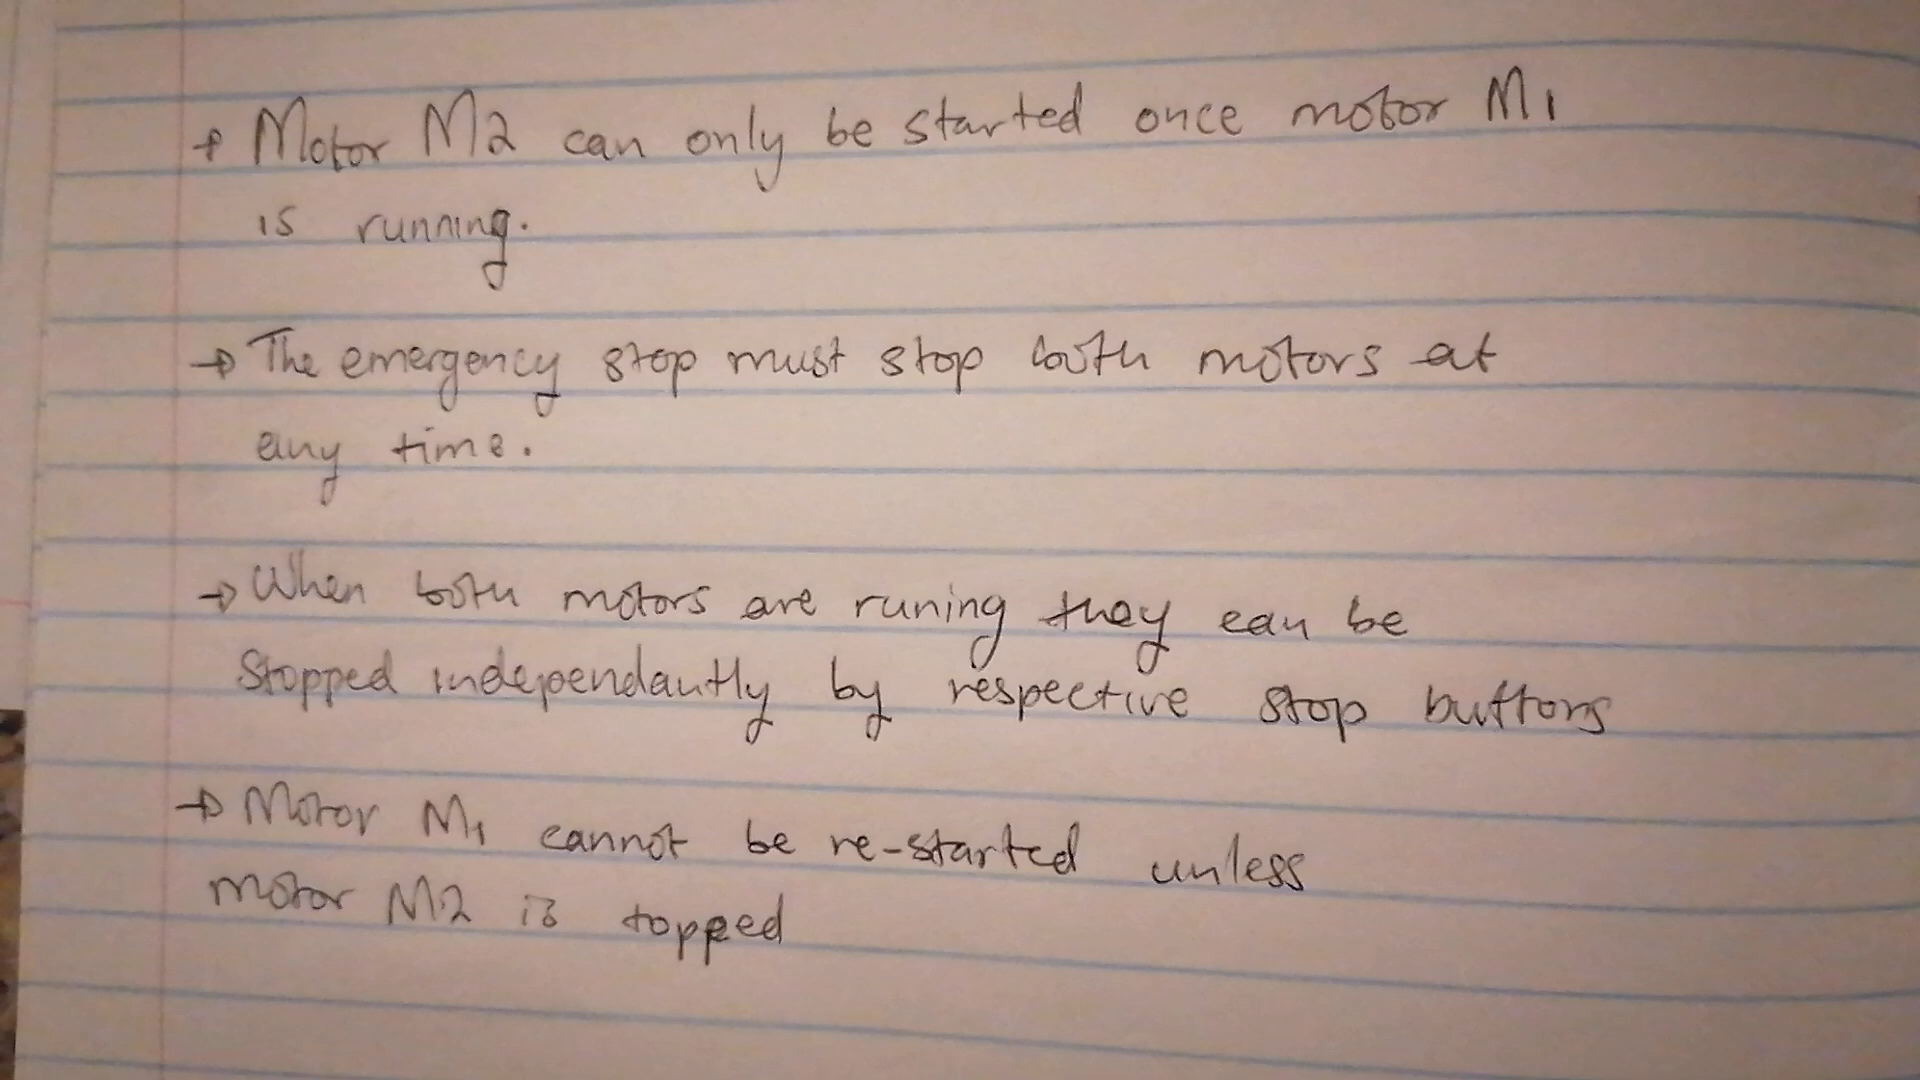 → Motor M2 can only be started once motor M1
is running.
→ The emergency stop must stop both motors at
any time.
→ When both motors are runing they can be
Stopped independantly by respective stop buttons
→ Motor M1 cannot be re-started unless
motor M2 is topped